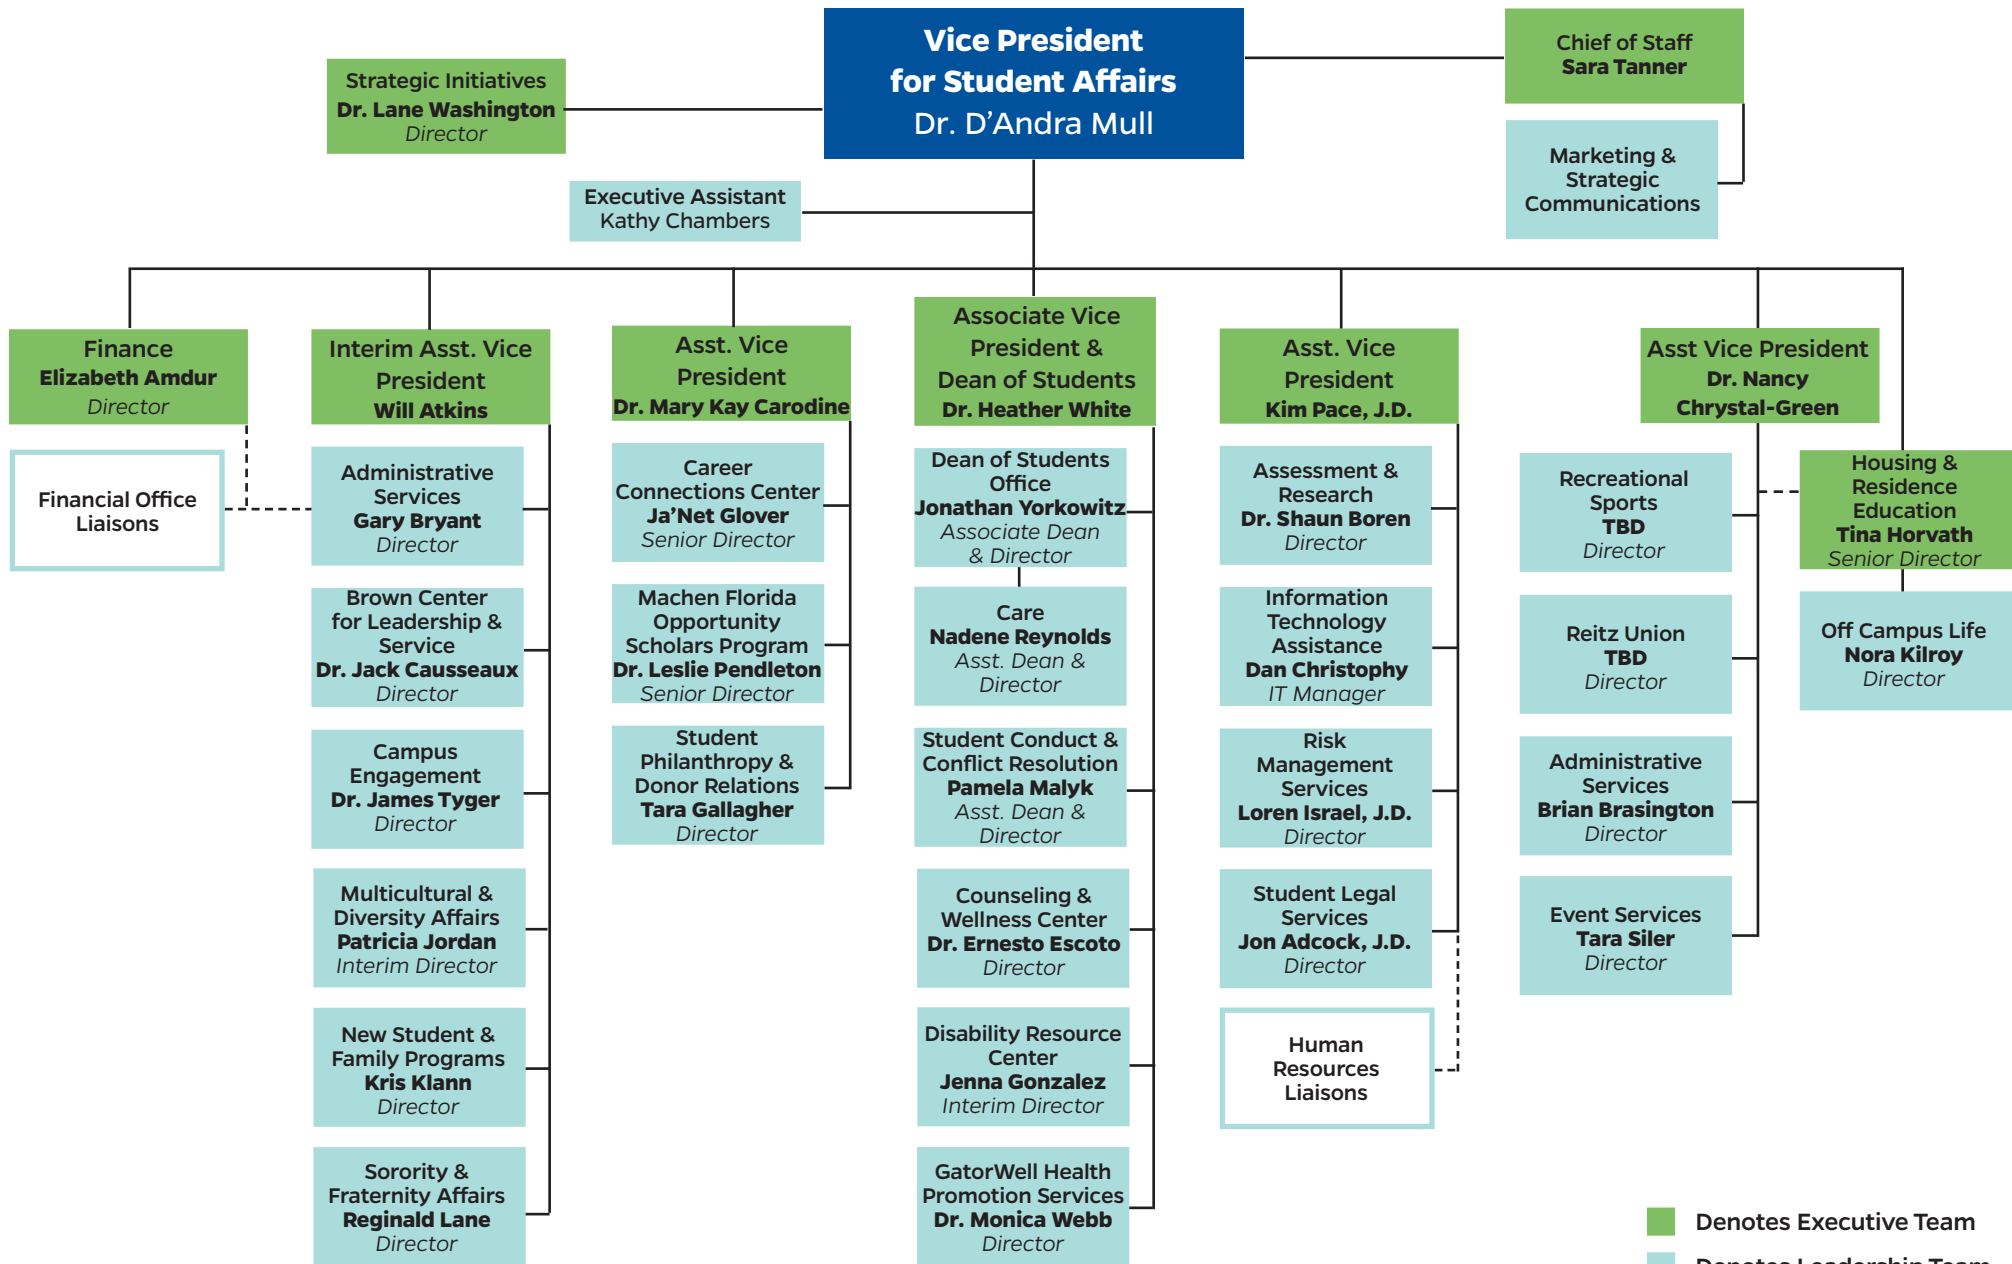 Vice President
for Student Affairs
Dr. D’Andra Mull
Strategic Initiatives
Dr. Lane Washington
Director
Chief of Staff
Sara Tanner
Marketing &
Strategic
Communications
Executive Assistant
Kathy Chambers
Finance
Elizabeth Amdur
Director
Financial Office
Liaisons
Interim Asst. Vice
President
Will Atkins
Administrative
Services
Gary Bryant
Director
Brown Center
for Leadership &
Service
Dr. Jack Causseaux
Director
Campus
Engagement
Dr. James Tyger
Director
Multicultural &
Diversity Affairs
Patricia Jordan
Interim Director
New Student &
Family Programs
Kris Klann
Director
Sorority &
Fraternity Affairs
Reginald Lane
Director
Asst. Vice
President
Dr. Mary Kay Carodine
Career
Connections Center
Ja’Net Glover
Senior Director
Machen Florida
Opportunity
Scholars Program
Dr. Leslie Pendleton
Senior Director
Student
Philanthropy &
Donor Relations
Tara Gallagher
Director
Associate Vice
President &
Dean of Students
Dr. Heather White
Dean of Students
Office
Jonathan Yorkowitz
Associate Dean
& Director
Care
Nadene Reynolds
Asst. Dean &
Director
Student Conduct &
Conflict Resolution
Pamela Malyk
Asst. Dean &
Director
Counseling &
Wellness Center
Dr. Ernesto Escoto
Director
Disability Resource
Center
Jenna Gonzalez
Interim Director
GatorWell Health
Promotion Services
Dr. Monica Webb
Director
Asst. Vice
President
Kim Pace, J.D.
Assessment &
Research
Dr. Shaun Boren
Director
Information
Technology
Assistance
Dan Christophy
IT Manager
Risk
Management
Services
Loren Israel, J.D.
Director
Student Legal
Services
Jon Adcock, J.D.
Director
Human
Resources
Liaisons
Asst Vice President
Dr. Nancy
Chrystal-Green
Recreational
Sports
TBD
Director
Reitz Union
TBD
Director
Administrative
Services
Brian Brasington
Director
Event Services
Tara Siler
Director
Housing &
Residence
Education
Tina Horvath
Senior Director
Off Campus Life
Nora Kilroy
Director
Denotes Executive Team
Denotes Leadership Team